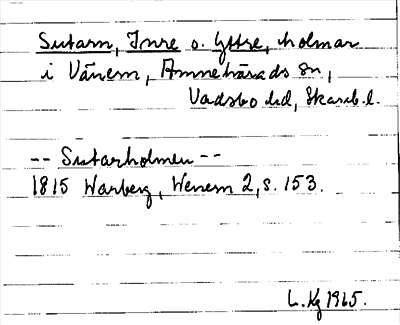 Sutarn, Inre o. Yttre, holmar
i Vänern, Amnehärads sn,
Vadsbo hd, Skarab.l.
-- Sutarholmen --
1815 Warberg, Wenern 2, s. 153.
L. Kg 1965.